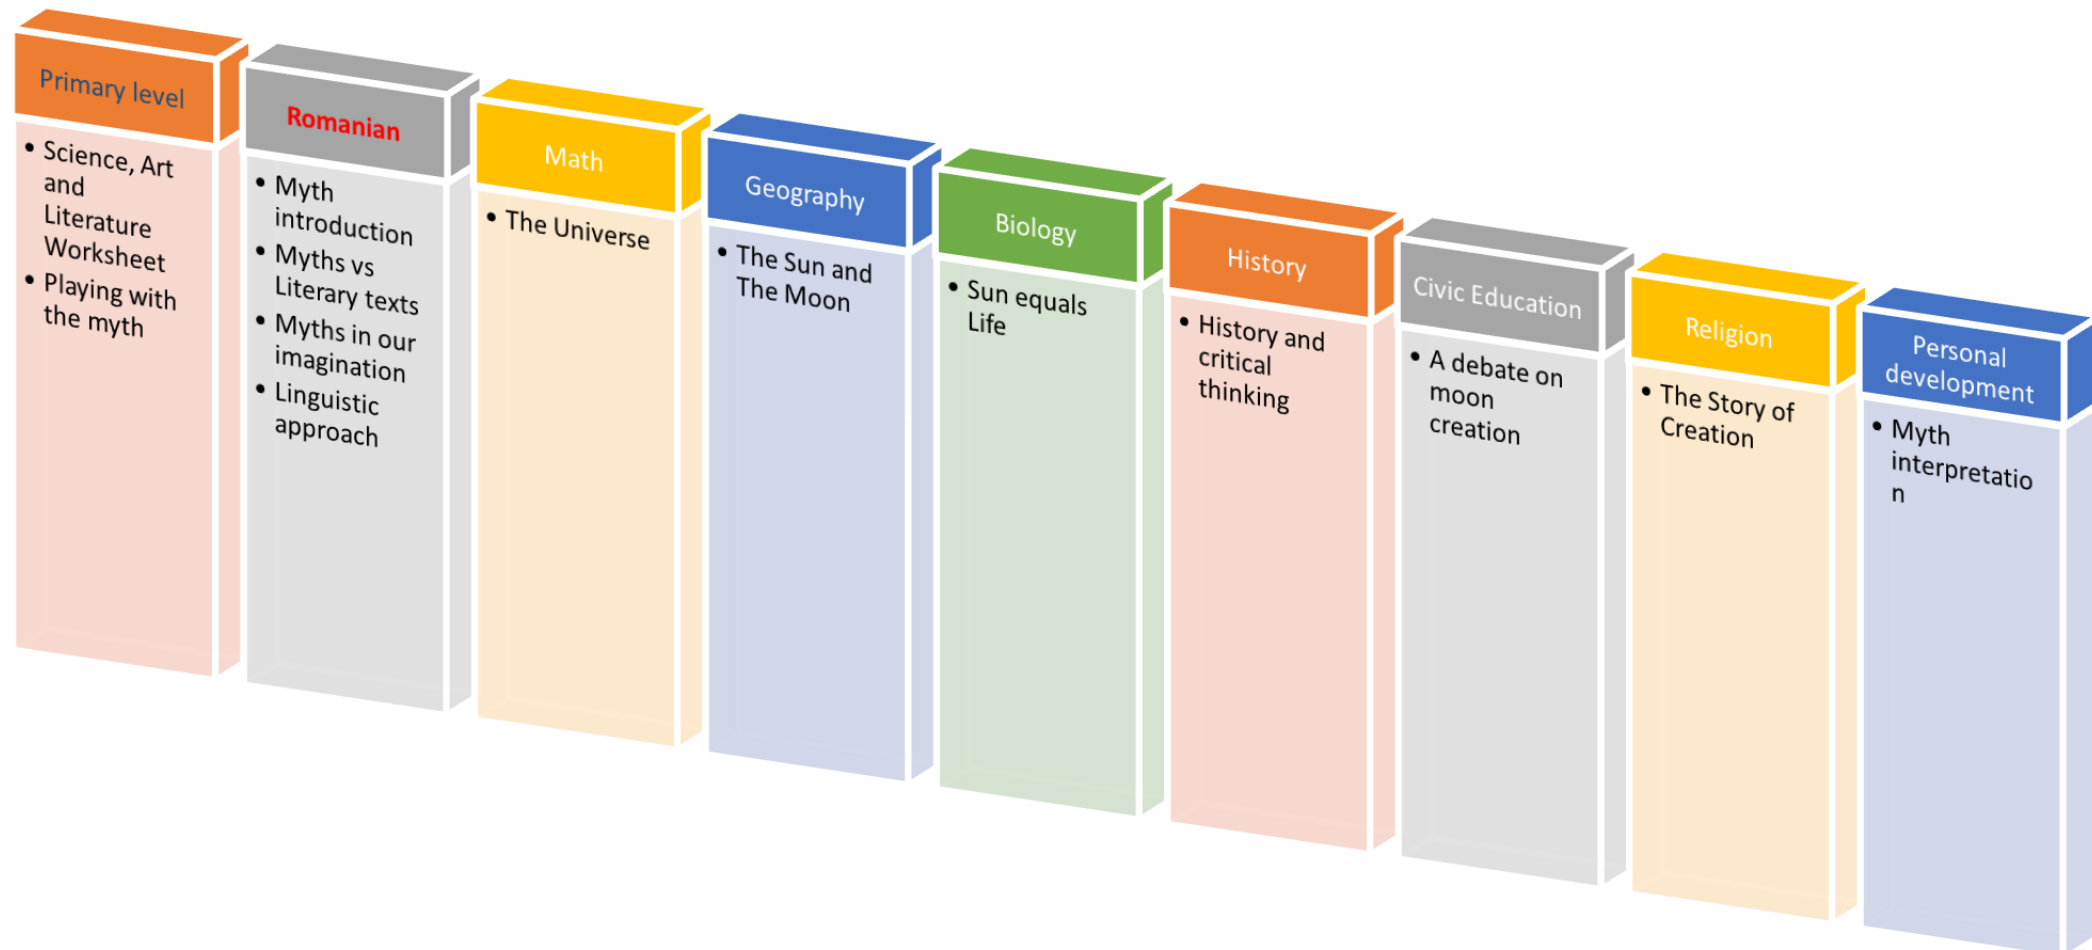 Primary level
• Science, Art
and
Literature
Worksheet
• Playing with
the myth
Romanian
• Myth
introduction
• Myths vs
Literary texts
• Myths in our
imagination
• Linguistic
approach
Math
• The Universe
Geography
• The Sun and
The Moon
Biology
• Sun equals
Life
History
• History and
critical
thinking
Civic Education
• A debate on
moon
creation
Religion
• The Story of
Creation
Personal
development
• Myth
interpretatio
n